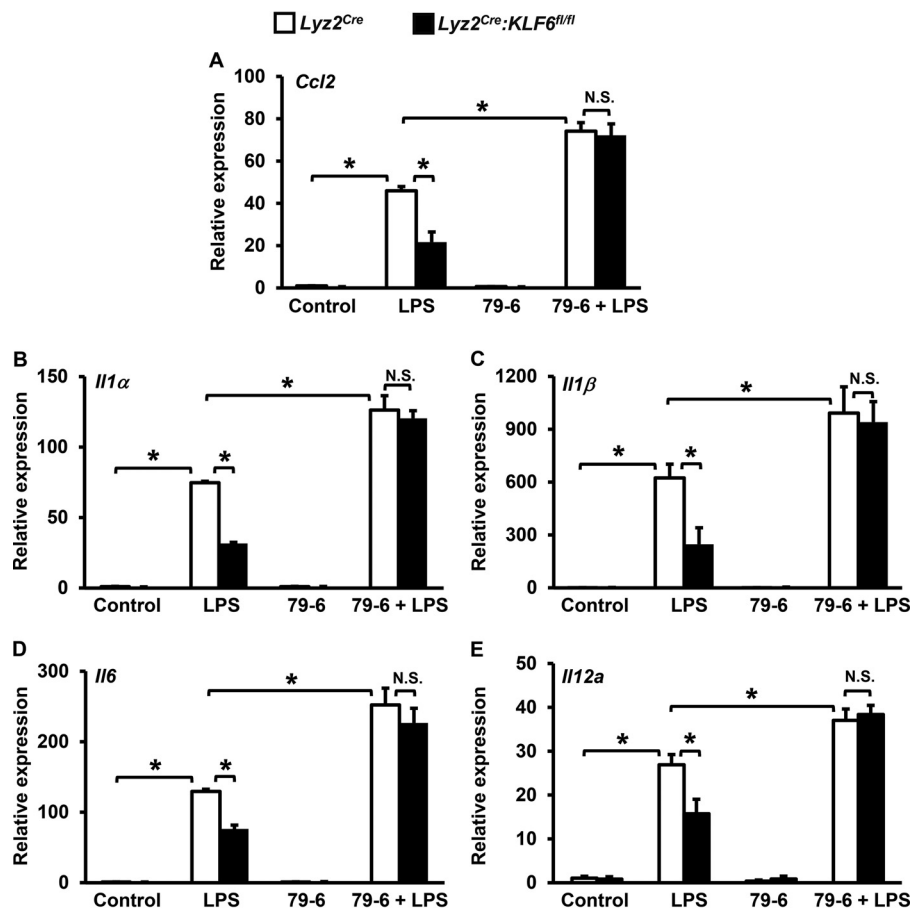 Lyz2Cre Lyz2Cre:KLF6fl/fl
A
Ccl2
Relative expression
100
80
60
40
20
0
*
*
*
N.S.
Control LPS 79-6 79-6 + LPS
B
Il1α
Relative expression
150
100
50
0
*
*
*
N.S.
Control LPS 79-6 79-6 + LPS
C
Il1β
Relative expression
1200
900
600
300
0
*
*
*
N.S.
Control LPS 79-6 79-6 + LPS
D
Il6
Relative expression
300
200
100
0
*
*
*
N.S.
Control LPS 79-6 79-6 + LPS
E
Il12a
Relative expression
50
40
30
20
10
0
*
*
*
N.S.
Control LPS 79-6 79-6 + LPS